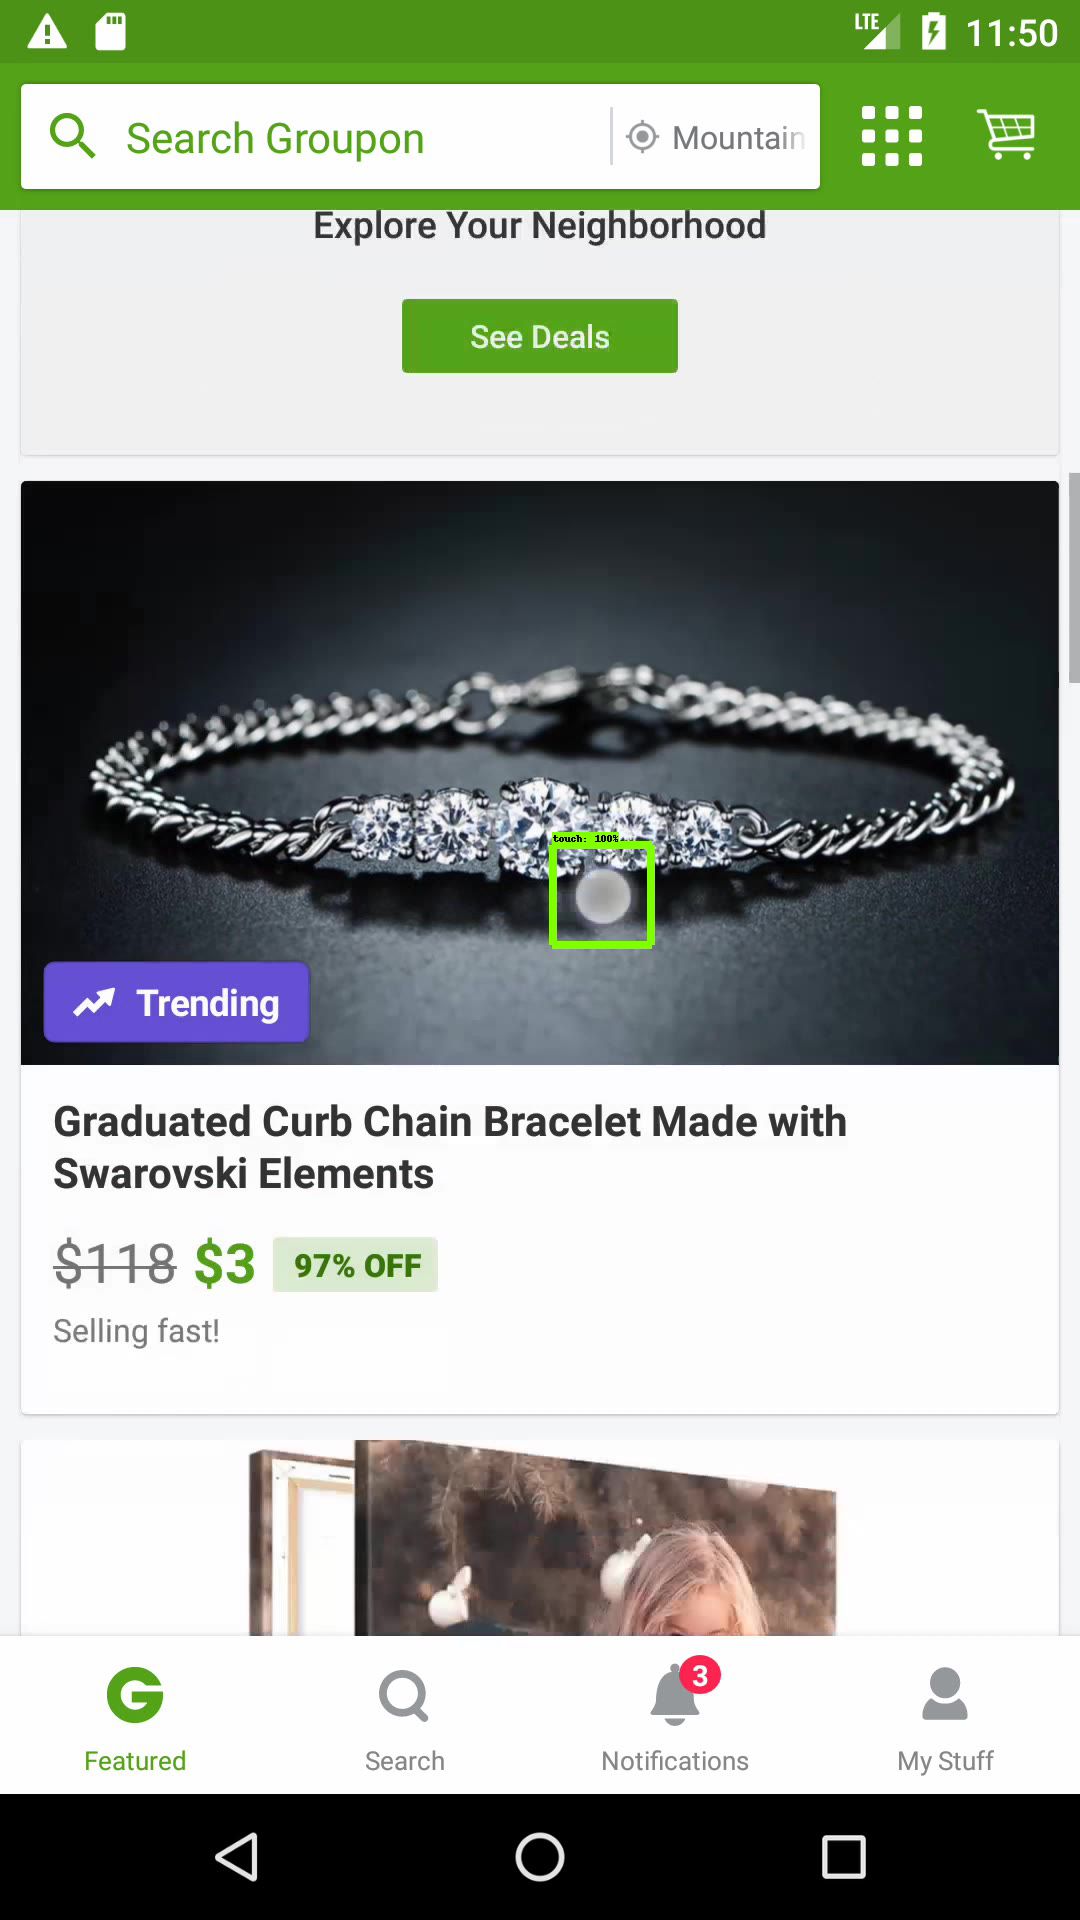 LTE
11:50
Search Groupon
Mountain
Explore Your Neighborhood
See Deals
touch: 100%
Trending
Graduated Curb Chain Bracelet Made with
Swarovski Elements
$118 $3 97% OFF
Selling fast!
G
3
Featured
Search
Notifications
My Stuff